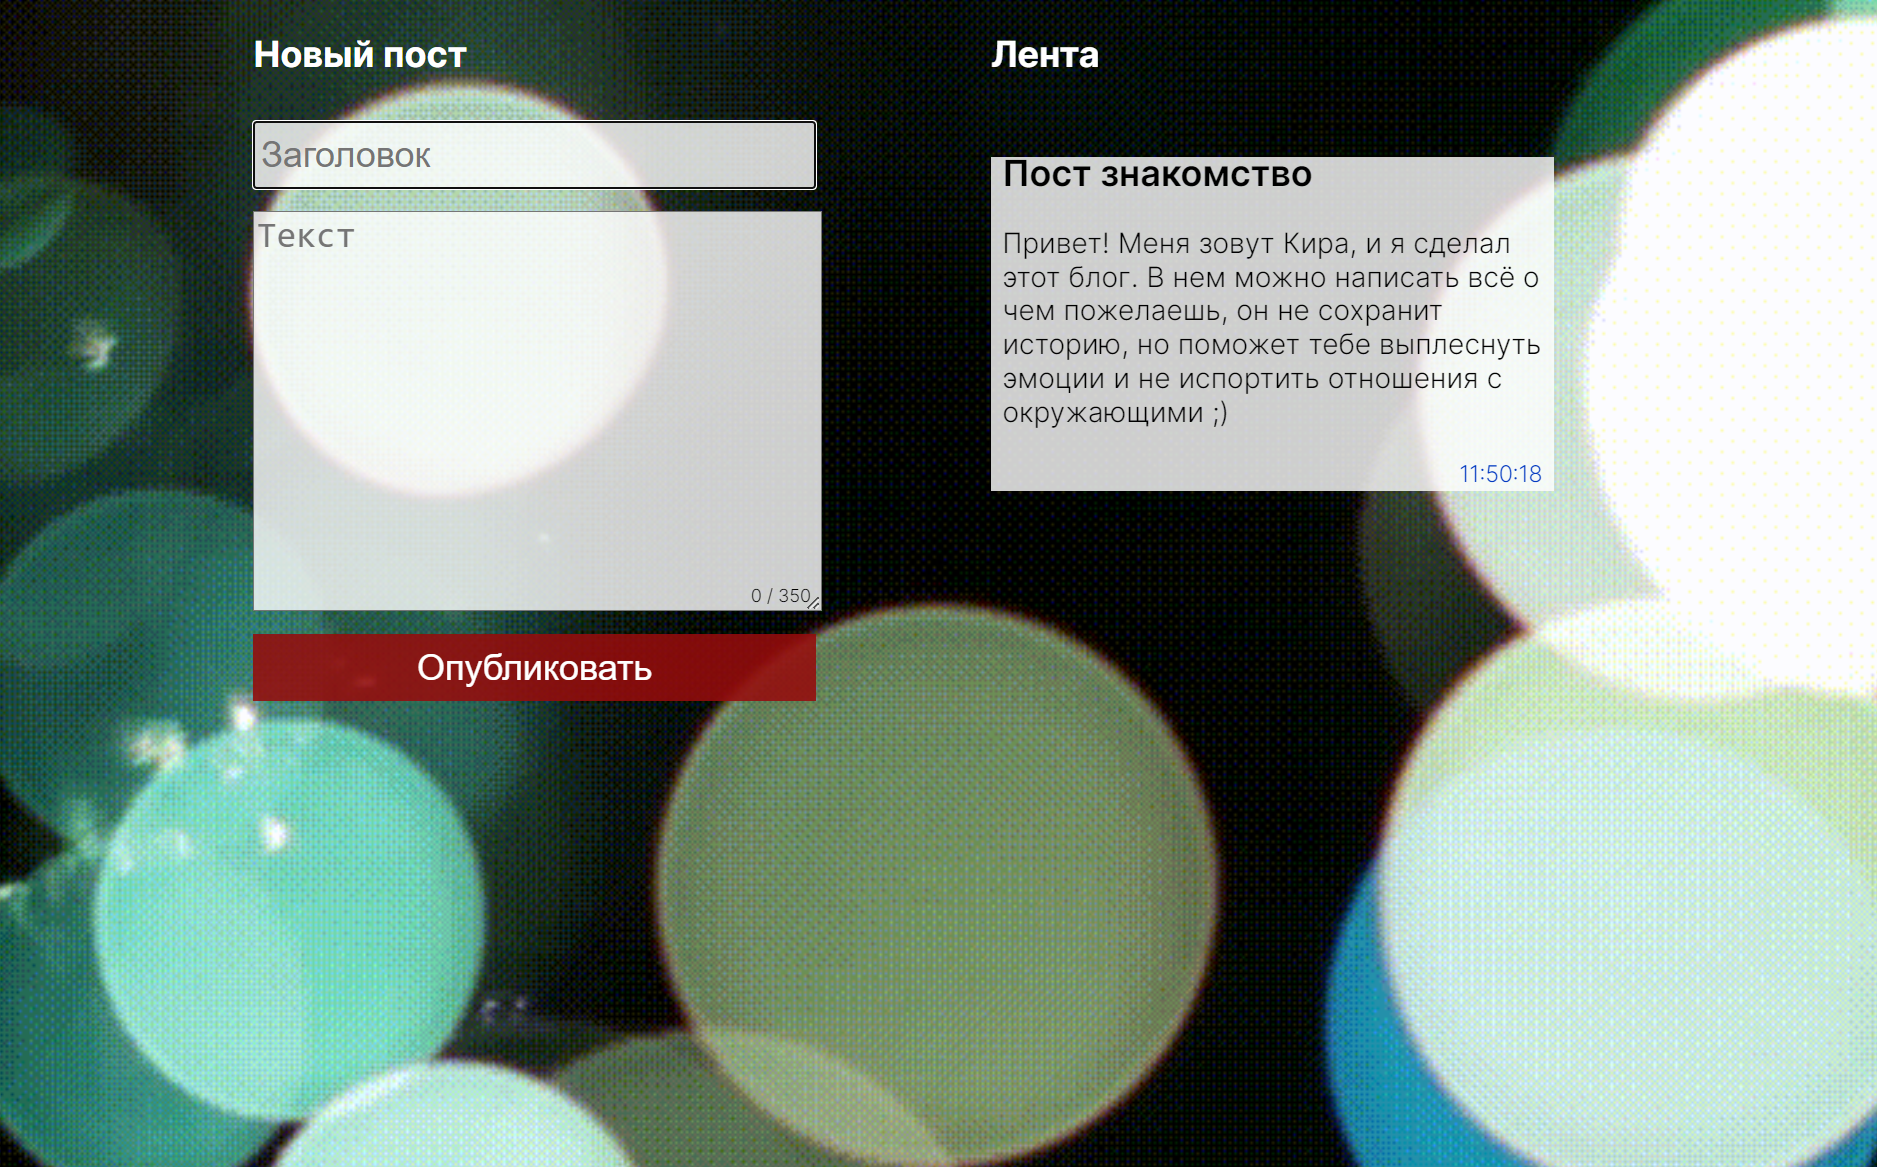 Новый пост
Заголовок
Текст
0 / 350
Опубликовать
Лента
Пост знакомство
Привет! Меня зовут Кира, и я сделал
этот блог. В нем можно написать всё о
чем пожелаешь, он не сохранит
историю, но поможет тебе выплеснуть
эмоции и не испортить отношения с
окружающими ;)
11:50:18